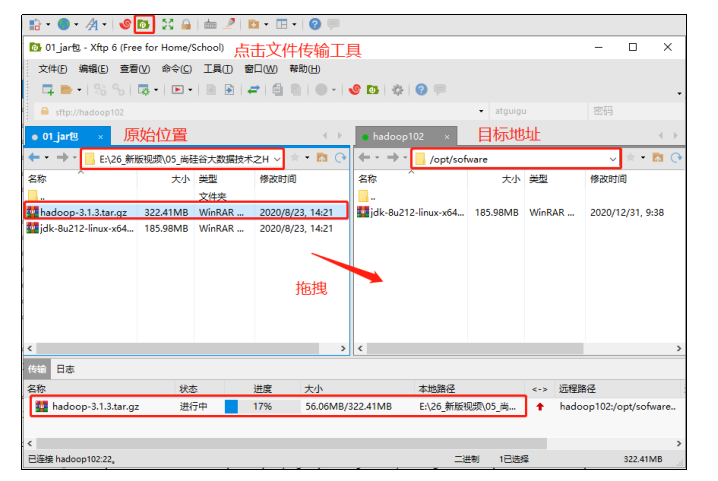 01_jar包 - Xftp 6 (Free for Home/School)
点击文件传输工具
文件(F) 编辑(E) 查看(V) 命令(C) 工具(T) 窗口(W) 帮助(H)
sftp://hadoop102 atguigu 密码
01_jar包 × 原始位置 hadoop102 × 目标地址
E:\26_新版视频\05_尚硅谷大数据技术之H /opt/sofware
名称 大小 类型 修改时间 名称 大小 类型 修改时间
.. 文件夹 ..
hadoop-3.1.3.tar.gz 322.41MB WinRAR ... 2020/8/23, 14:21 jdk-8u212-linux-x64... 185.98MB WinRAR ... 2020/12/31, 9:38
jdk-8u212-linux-x64... 185.98MB WinRAR ... 2020/8/23, 14:21
拖拽
传输 日志
名称 状态 进度 大小 本地路径 <-> 远程路径
hadoop-3.1.3.tar.gz 进行中 17% 56.06MB/322.41MB E:\26_新版视频\05_尚... hadoop102:/opt/sofware..
已连接 hadoop102:22。 二进制 1已选择 322.41MB